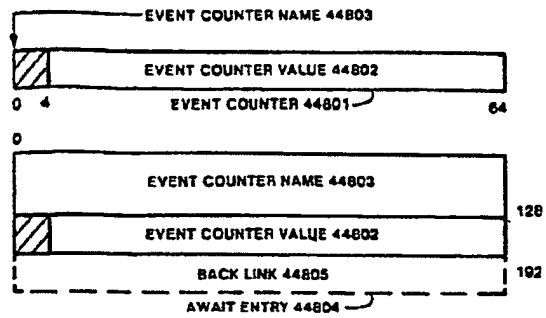 EVENT COUNTER NAME 44803
EVENT COUNTER VALUE 44802
0 4 EVENT COUNTER 44801 64
0
EVENT COUNTER NAME 44803
128
EVENT COUNTER VALUE 44802
BACK LINK 44805 192
AWAIT ENTRY 44804